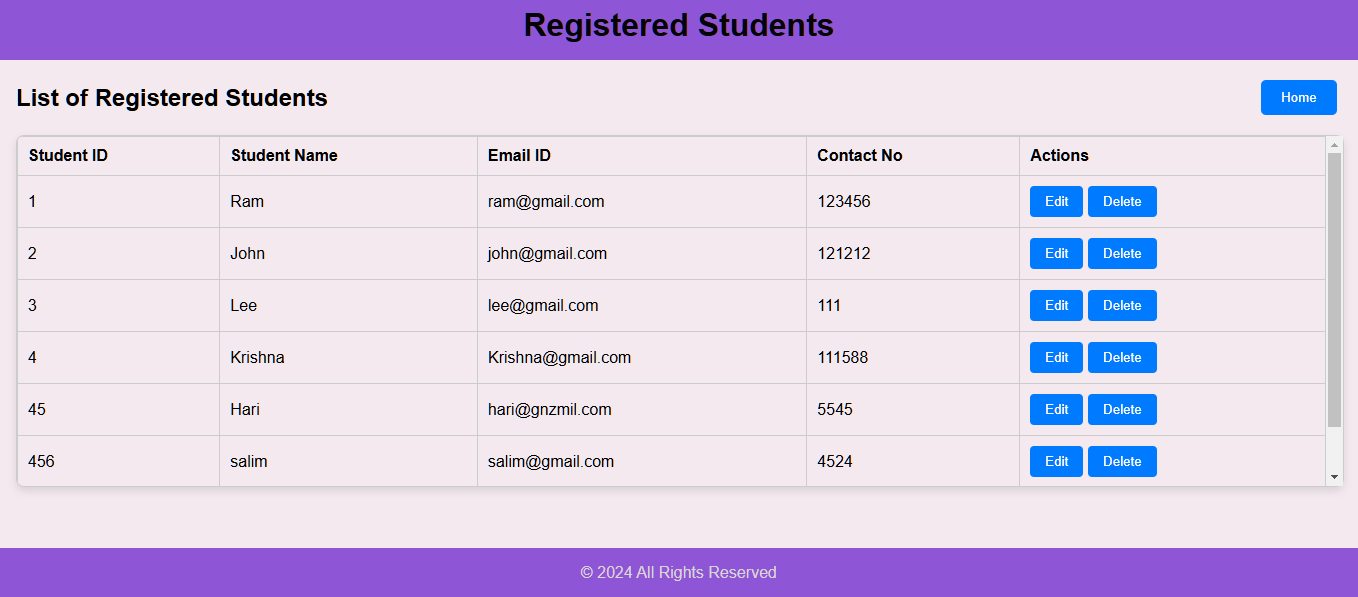 Registered Students
List of Registered Students Home
Student ID Student Name Email ID Contact No Actions
1 Ram ram@gmail.com 123456 Edit Delete
2 John john@gmail.com 121212 Edit Delete
3 Lee lee@gmail.com 111 Edit Delete
4 Krishna Krishna@gmail.com 111588 Edit Delete
45 Hari hari@gnzmil.com 5545 Edit Delete
456 salim salim@gmail.com 4524 Edit Delete
© 2024 All Rights Reserved